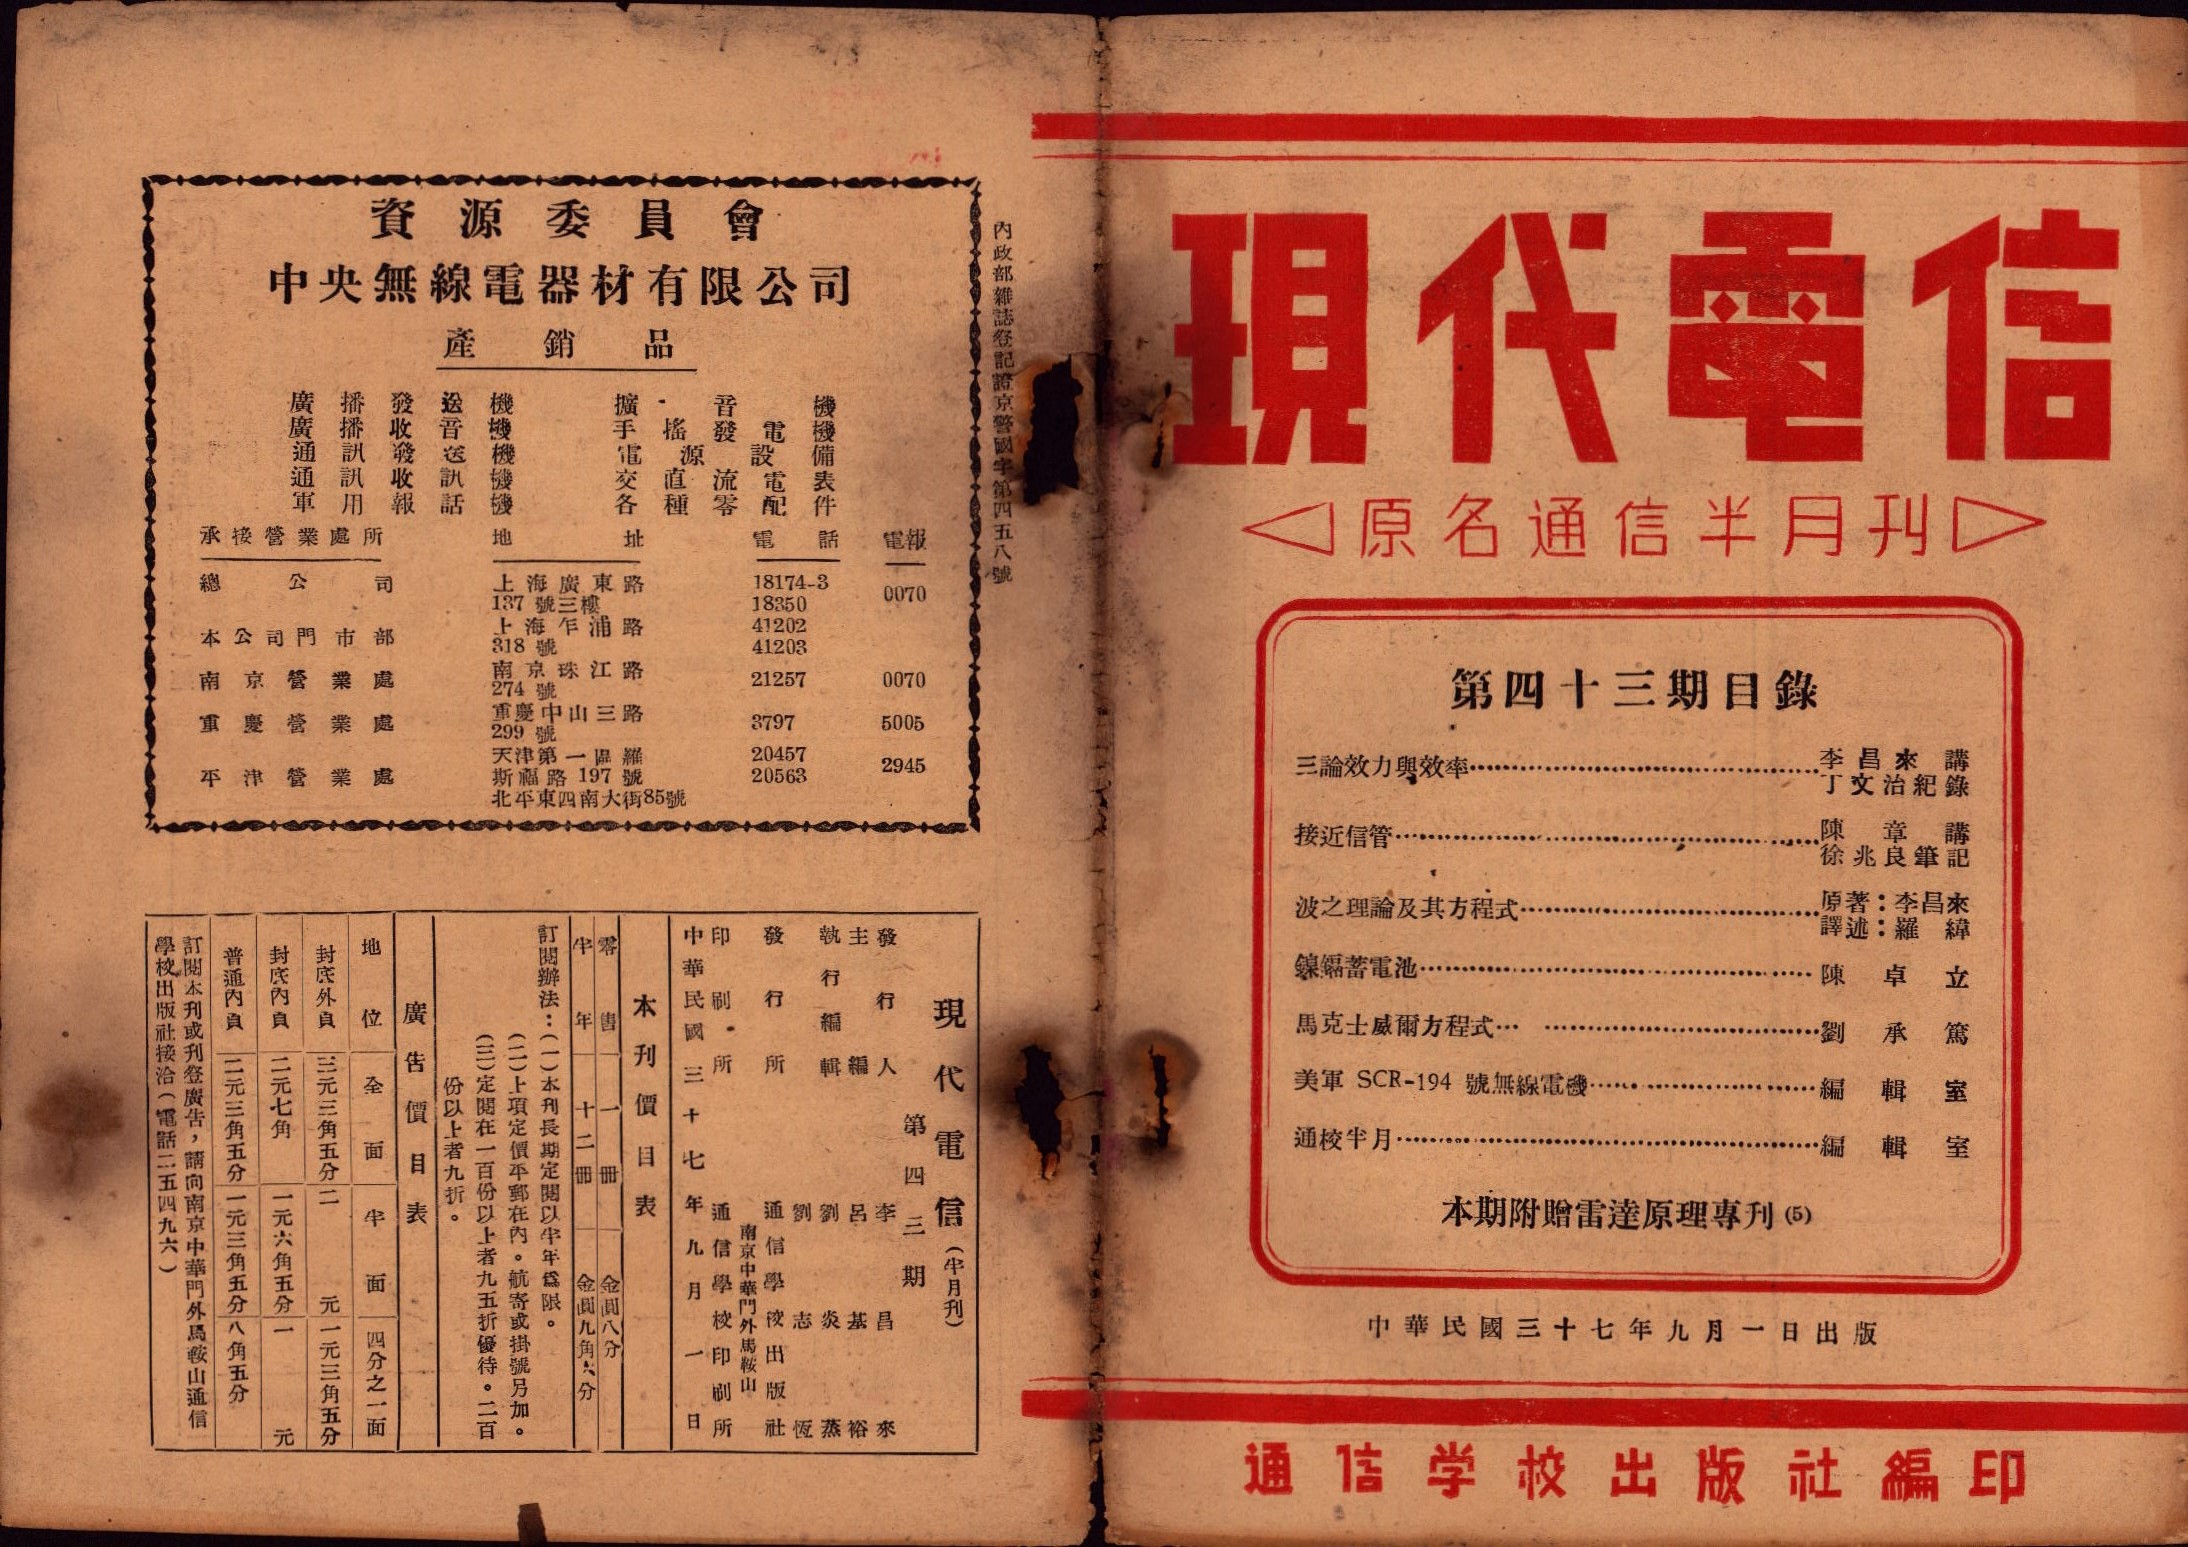 現代電信
原名通信半月刊
第四十三期目錄
三論效力與效率 李昌來講
丁文治紀錄
接近信管 陳章講
徐兆良筆記
波之理論及其方程式 原著：李昌來
譯述：羅緯
鎳鎘蓄電池 陳卓立
馬克士威爾方程式 劉承篤
美軍 SCR-194 號無線電機 編輯室
通校半月 編輯室
本期附贈雷達原理專刊 (5)
中華民國三十七年九月一日出版
通信学校出版社編印
內政部雜誌登記證京警國字第四五八號
資源委員會
中央無線電器材有限公司
產銷品
廣播發送機 擴音機
廣播收音機 手搖發電機
通訊發送機 電源設備
通訊收訊機 交直流電表
軍用報話機 各種零配件
承接營業處所 地址 電話 電報
總公司 上海廣東路 18174-3 0070
137 號三樓 18350
本公司門市部 上海乍浦路 41202
318 號 41203
南京營業處 南京珠江路 21257 0070
274 號
重慶營業處 重慶中山三路 3797 5005
299 號
平津營業處 天津第一區羅 20457 2945
斯福路 197 號 20563
北平東四南大街85號
現代電信（半月刊）
第四三期
發行人 李昌來
主編 呂基裕
執行編輯 劉炎蒸
劉志恆
發行所 通信學校出版社
南京中華門外馬鞍山
印刷所 通信學校印刷所
中華民國三十七年九月一日
本刊價目表
零售 一冊 金圓八分
半年 十二冊 金圓九角六分
訂閱辦法：（一）本刊長期定閱以半年為限。
（二）上項定價平郵在內。航寄或掛號另加。
（三）定閱在一百份以上者九五折優待。二百
份以上者九折。
廣告價目表
地位 全面 半面 四分之一面
封底外頁 三元三角五分 二元 一元三角五分
封底內頁 二元七角 一元六角五分 一元
普通內頁 二元三角五分 一元三角五分 八角五分
訂閱本刊或刊登廣告，請向南京中華門外馬鞍山通信
學校出版社接洽（電話二五四九六）